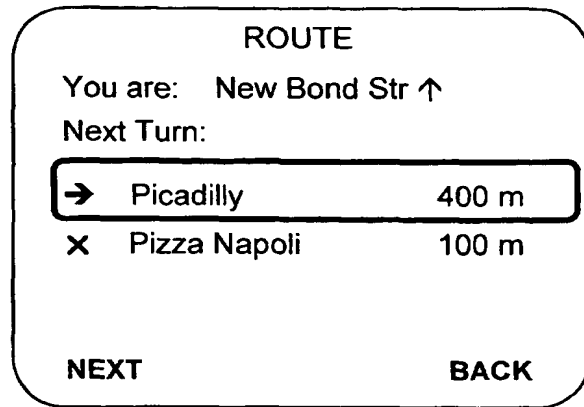 ROUTE
You are: New Bond Str ↑
Next Turn:
→ Picadilly 400 m
× Pizza Napoli 100 m
NEXT BACK